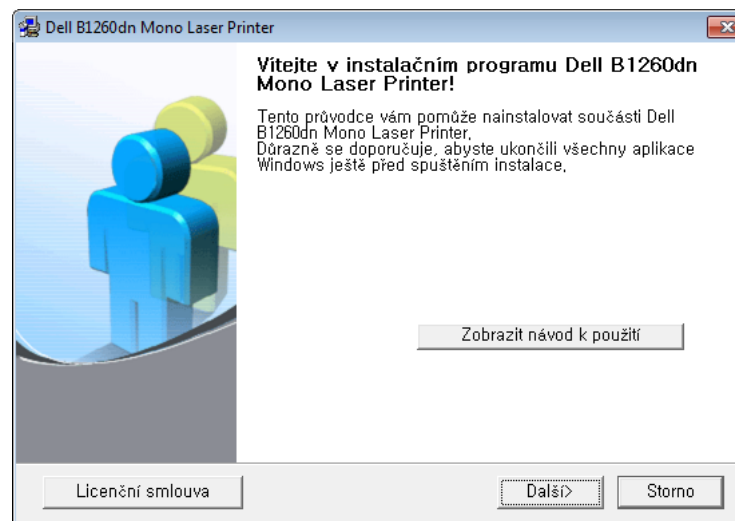 Dell B1260dn Mono Laser Printer
Vítejte v instalačním programu Dell B1260dn
Mono Laser Printer!
Tento průvodce vám pomůže nainstalovat součásti Dell
B1260dn Mono Laser Printer.
Důrazně se doporučuje, abyste ukončili všechny aplikace
Windows ještě před spuštěním instalace.
Zobrazit návod k použití
Licenční smlouva
Další>
Storno